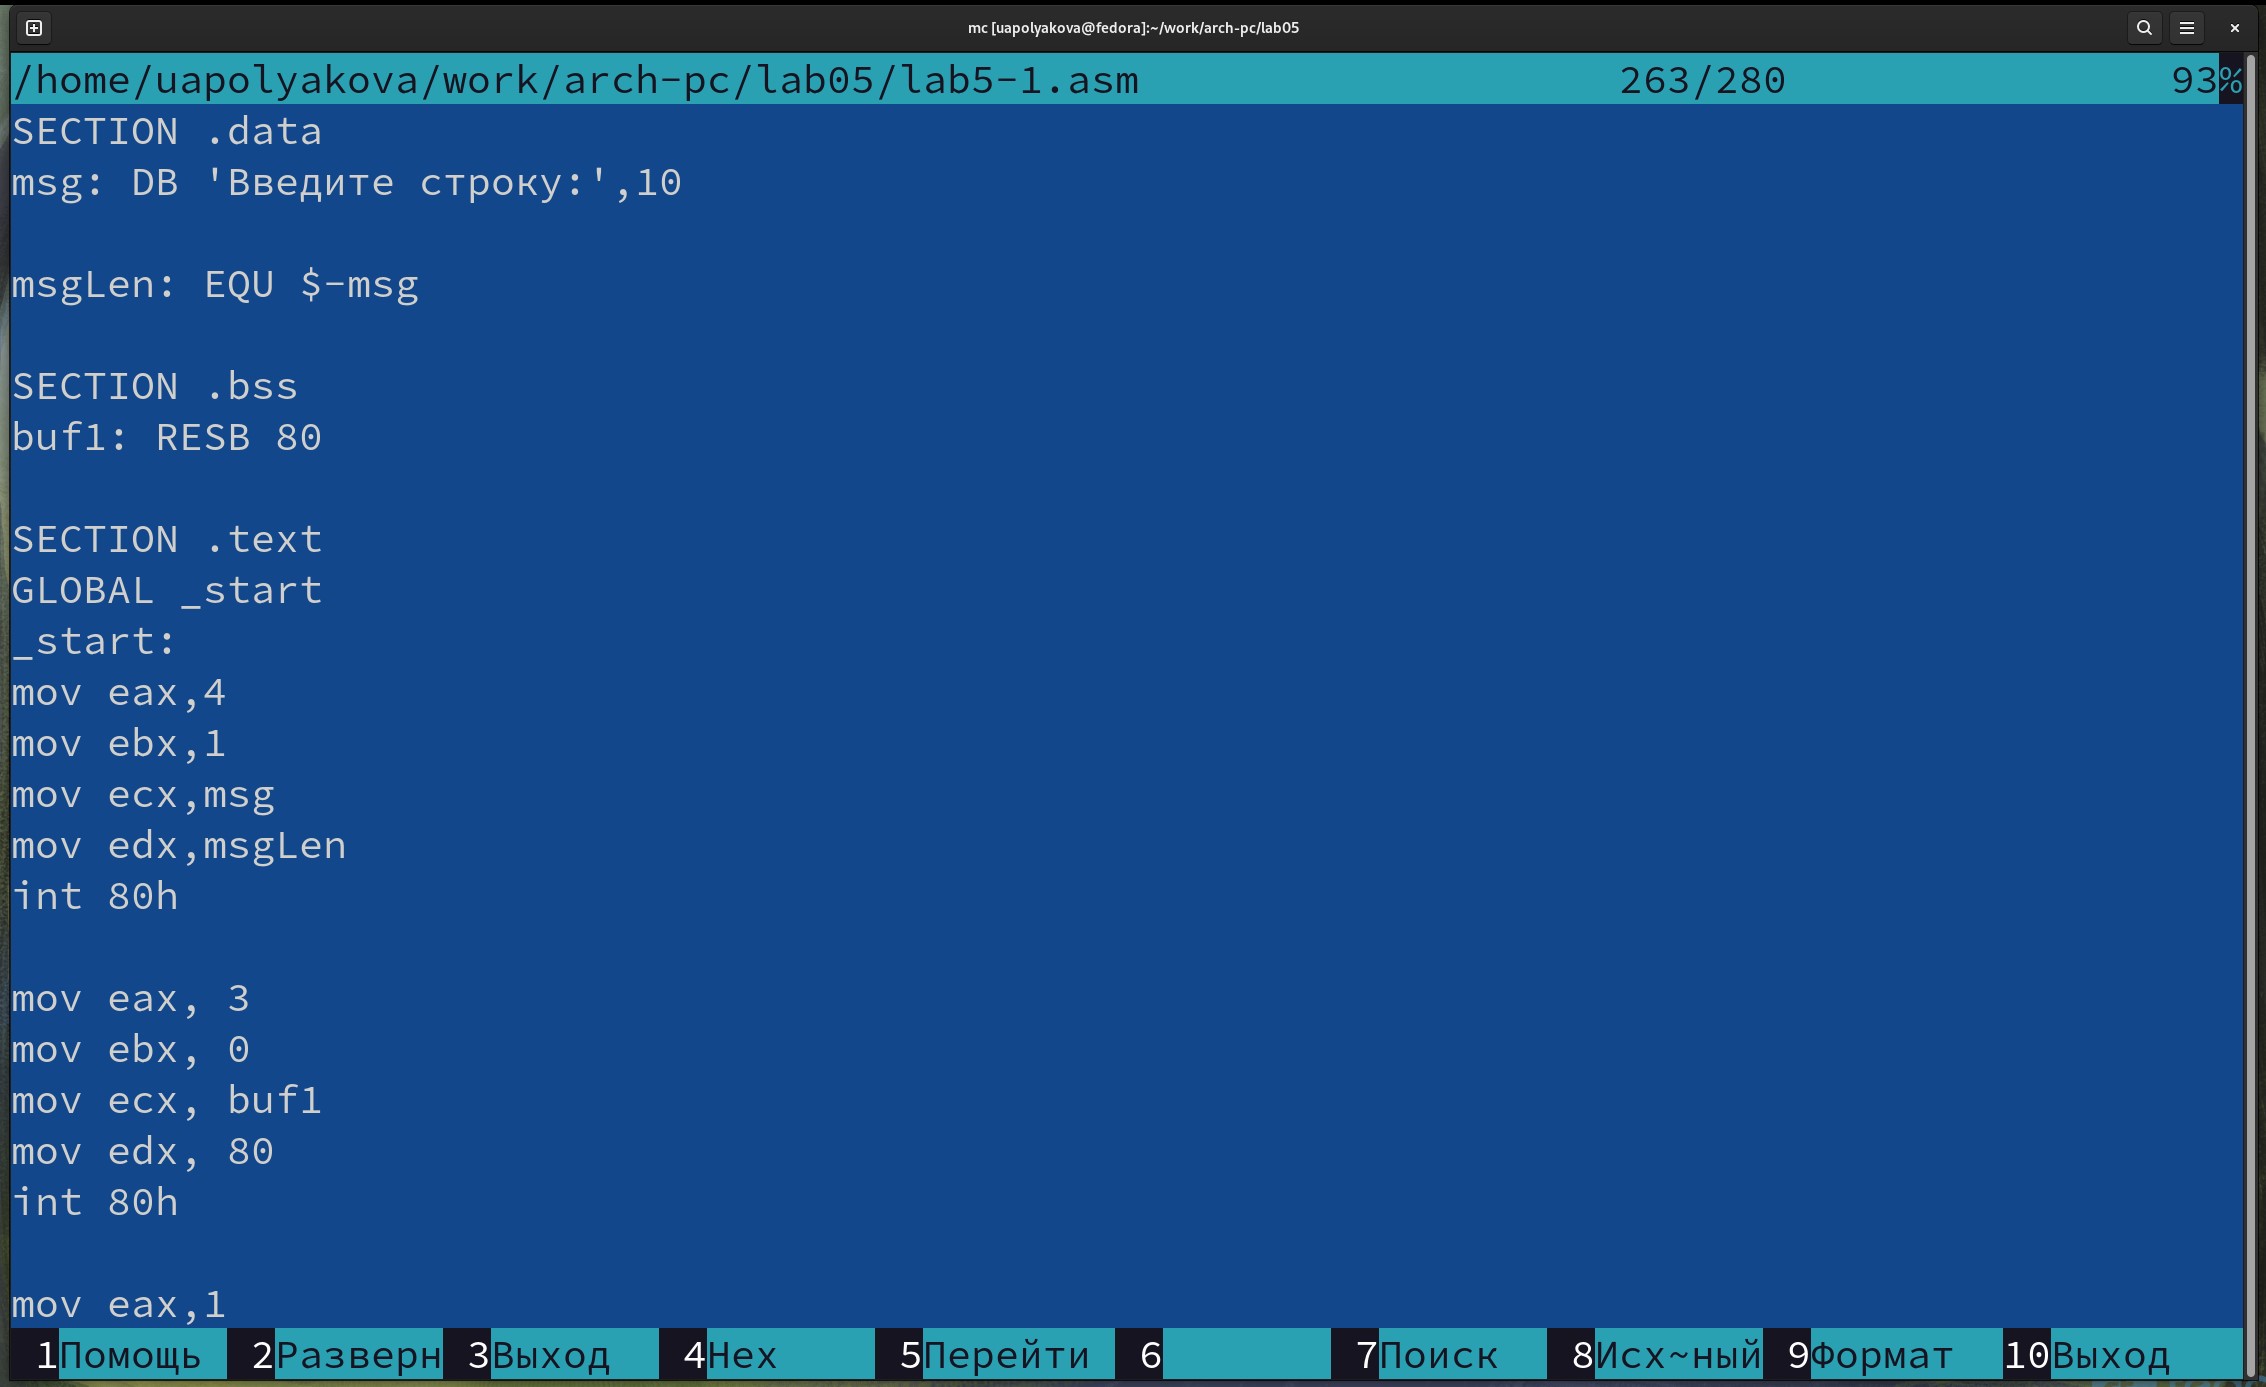 mc [uapolyakova@fedora]:~/work/arch-pc/lab05
/home/uapolyakova/work/arch-pc/lab05/lab5-1.asm 263/280 93%
SECTION .data
msg: DB 'Введите строку:',10
msgLen: EQU $-msg
SECTION .bss
buf1: RESB 80
SECTION .text
GLOBAL _start
_start:
mov eax,4
mov ebx,1
mov ecx,msg
mov edx,msgLen
int 80h
mov eax, 3
mov ebx, 0
mov ecx, buf1
mov edx, 80
int 80h
mov eax,1
1Помощь 2Разверн 3Выход 4Hex 5Перейти 6 7Поиск 8Исх~ный 9Формат 10Выход